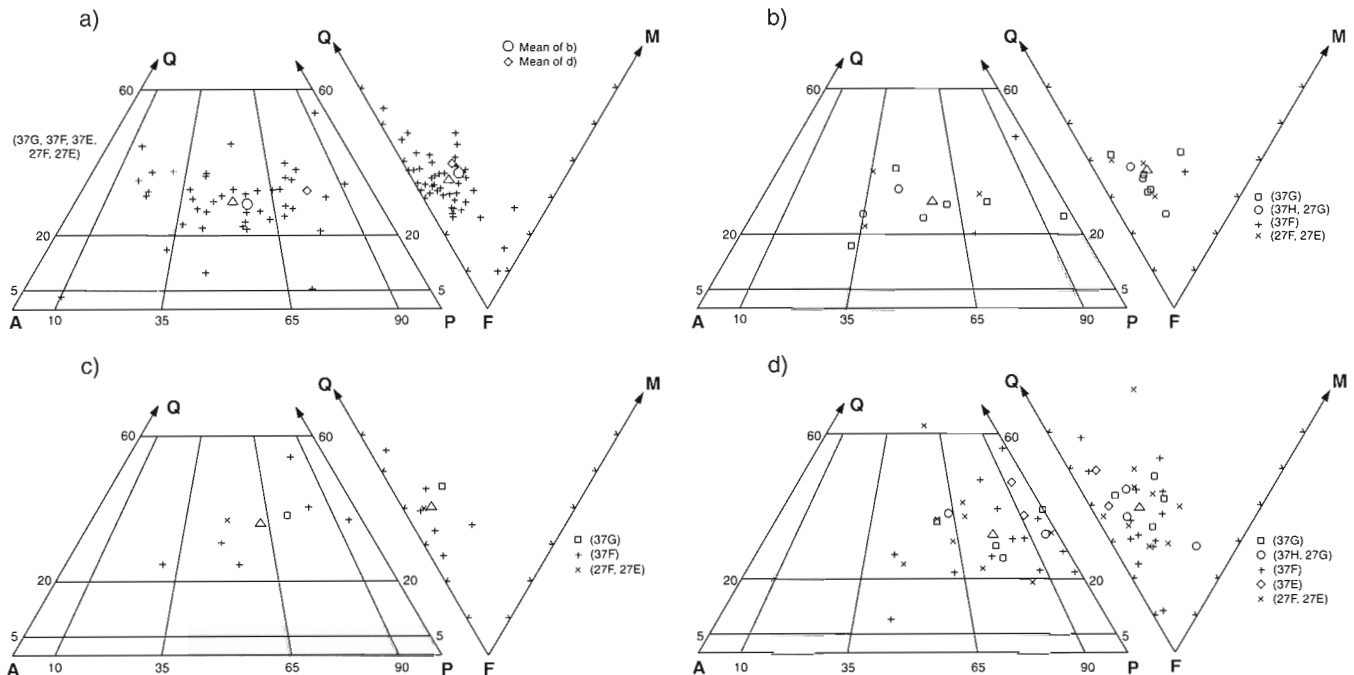 a)
Q
Q
M
○ Mean of b)
◇ Mean of d)
60
60
(37G, 37F, 37E,
27F, 27E)
20
20
5
5
A
10
35
65
90
P
F
b)
Q
Q
M
60
60
□ (37G)
○ (37H, 27G)
+ (37F)
× (27F, 27E)
20
20
5
5
A
10
35
65
90
P
F
c)
Q
Q
M
60
60
□ (37G)
+ (37F)
× (27F, 27E)
20
20
5
5
A
10
35
65
90
P
F
d)
Q
Q
M
60
60
□ (37G)
○ (37H, 27G)
+ (37F)
◇ (37E)
× (27F, 27E)
20
20
5
5
A
10
35
65
90
P
F